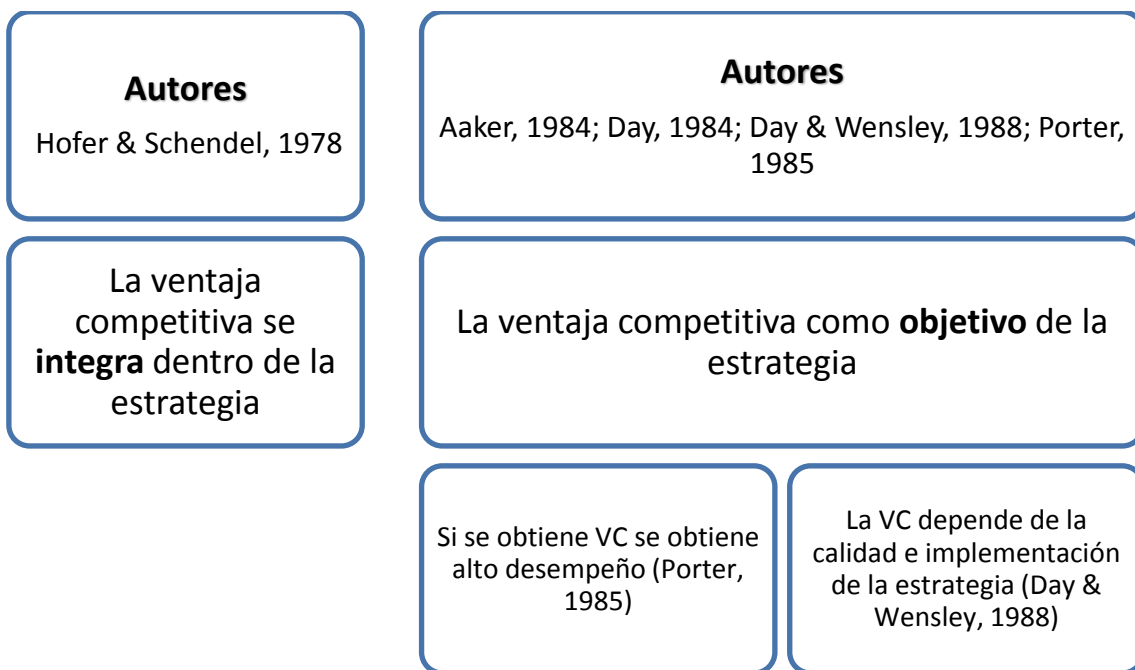 Autores
Hofer & Schendel, 1978
Autores
Aaker, 1984; Day, 1984; Day & Wensley, 1988; Porter,
1985
La ventaja
competitiva se
integra dentro de la
estrategia
La ventaja competitiva como objetivo de la
estrategia
Si se obtiene VC se obtiene
alto desempeño (Porter,
1985)
La VC depende de la
calidad e implementación
de la estrategia (Day &
Wensley, 1988)